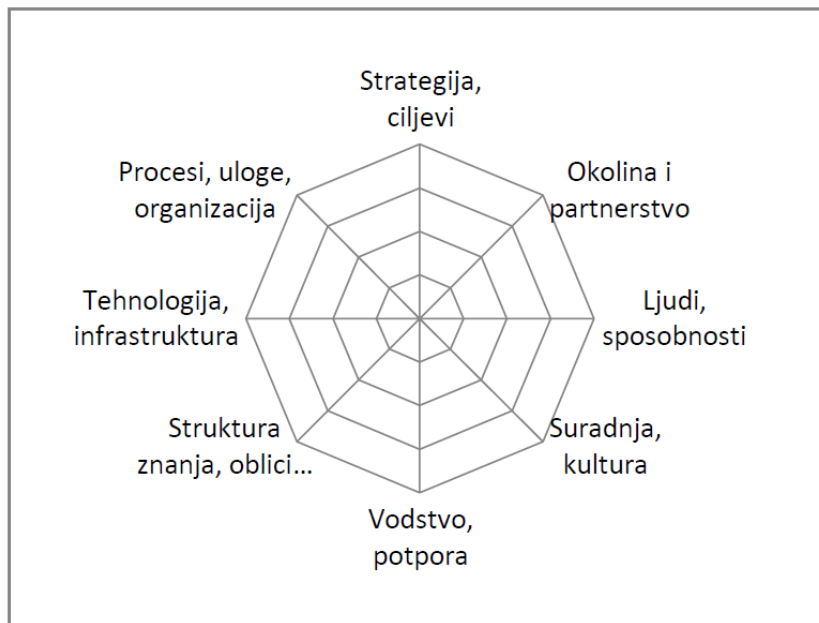 Strategija,
ciljevi
Okolina i
partnerstvo
Ljudi,
sposobnosti
Suradnja,
kultura
Vodstvo,
potpora
Struktura
znanja, oblici...
Tehnologija,
infrastruktura
Procesi, uloge,
organizacija